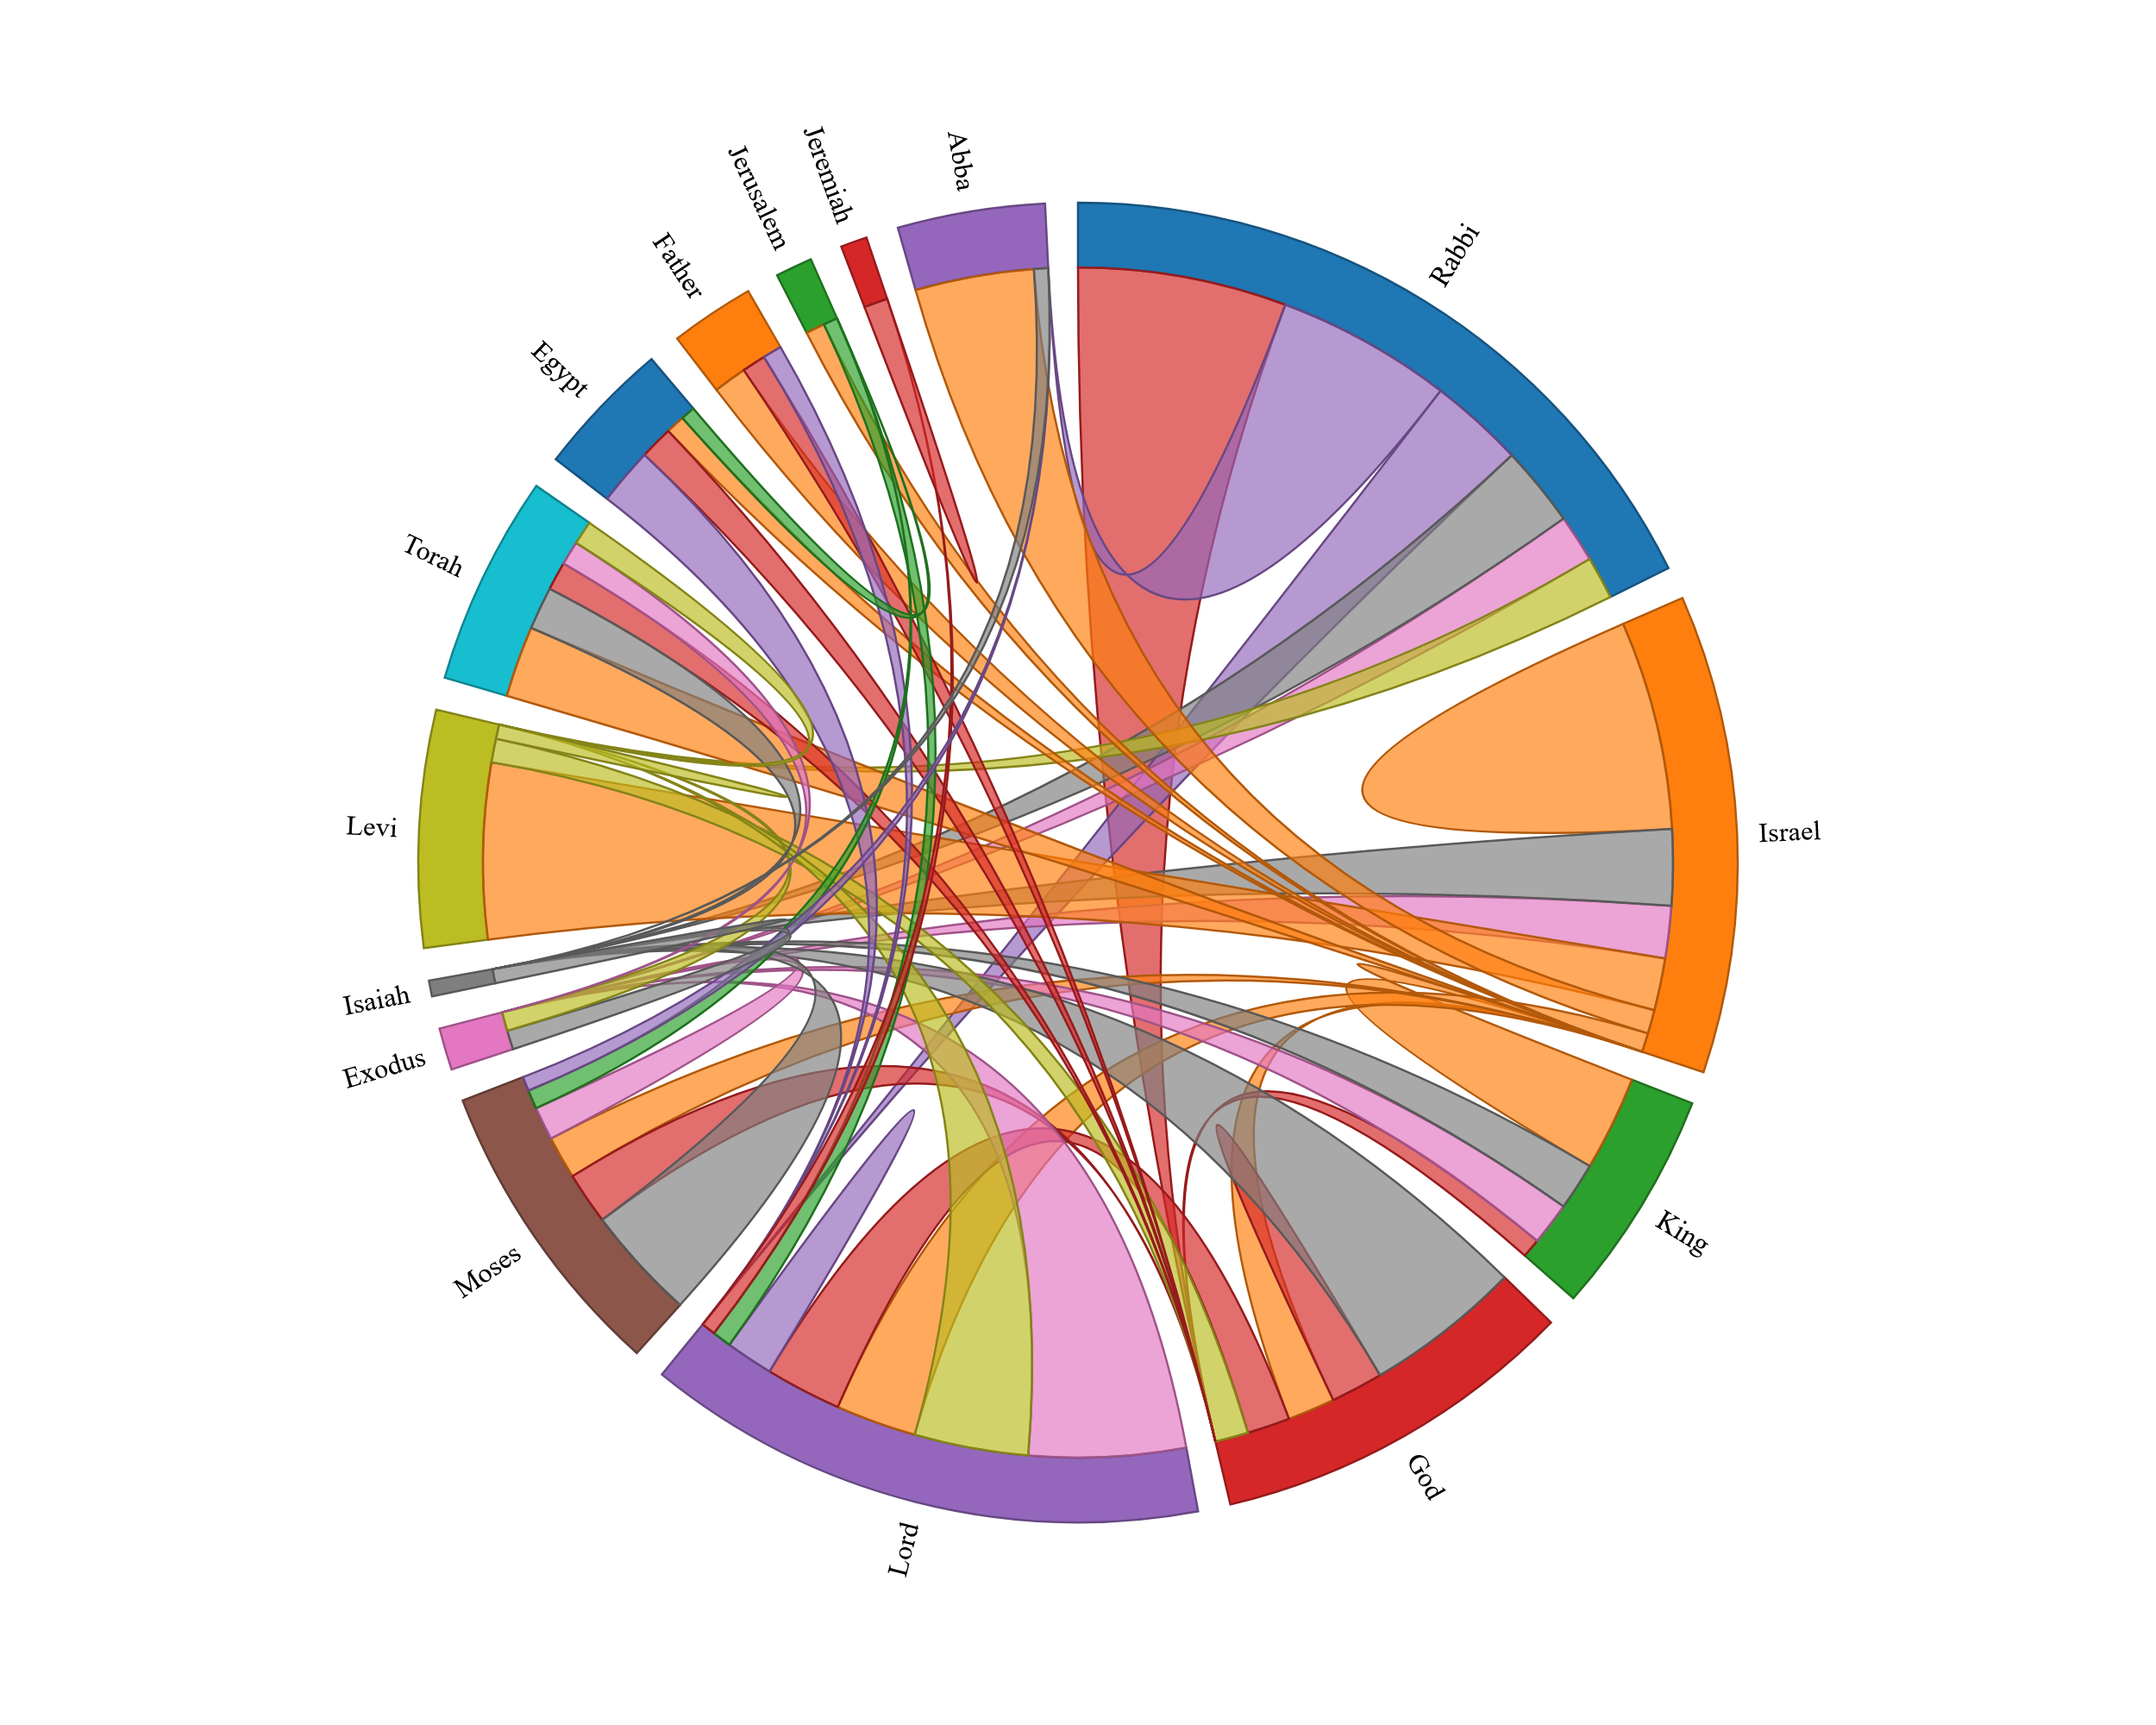 Rabbi
Israel
King
God
Lord
Moses
Exodus
Isaiah
Levi
Torah
Egypt
Father
Jerusalem
Jeremiah
Abba